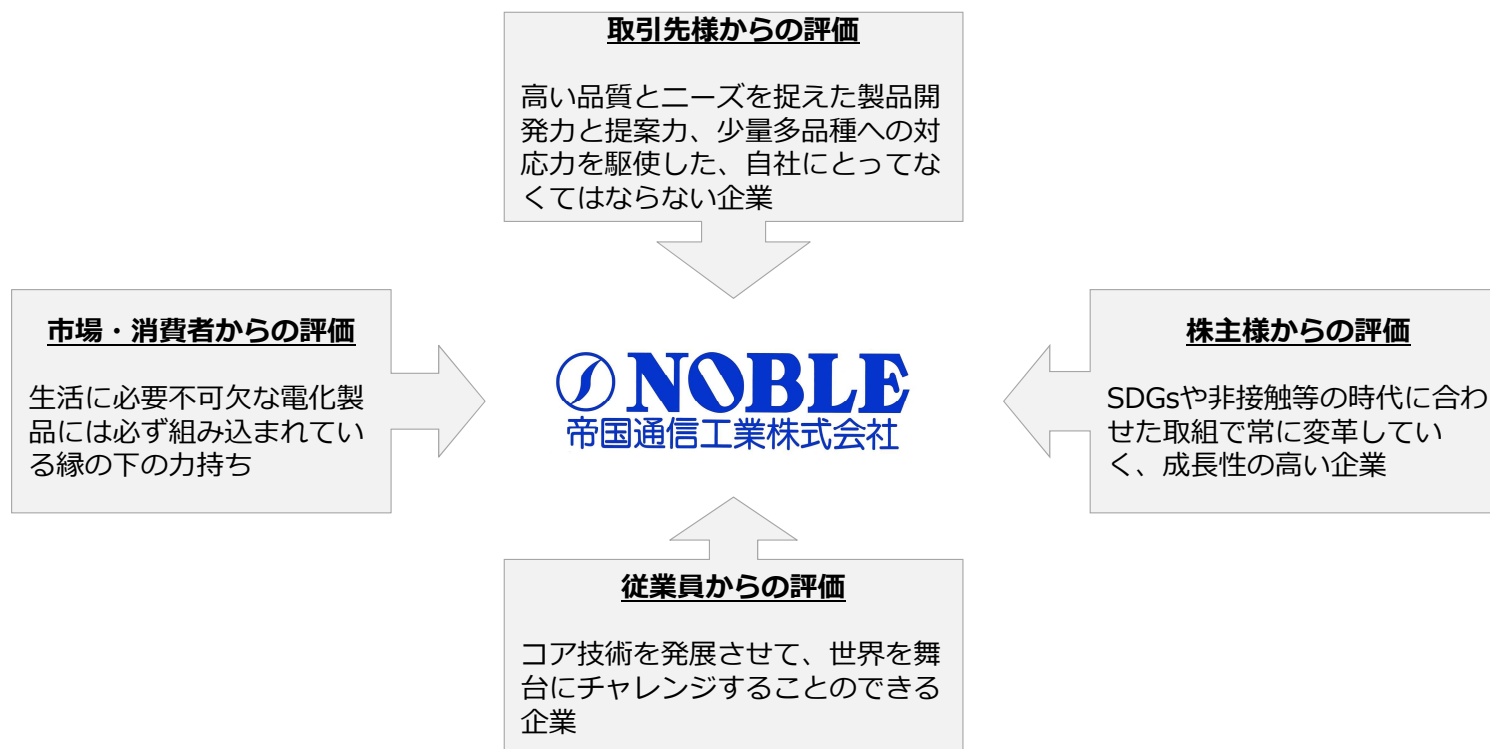 取引先様からの評価
高い品質とニーズを捉えた製品開
発力と提案力、少量多品種への対
応力を駆使した、自社にとってな
くてはならない企業
市場・消費者からの評価
生活に必要不可欠な電化製
品には必ず組み込まれてい
る縁の下の力持ち
NOBLE
帝国通信工業株式会社
株主様からの評価
SDGsや非接触等の時代に合わ
せた取組で常に変革してい
く、成長性の高い企業
従業員からの評価
コア技術を発展させて、世界を舞
台にチャレンジすることのできる
企業